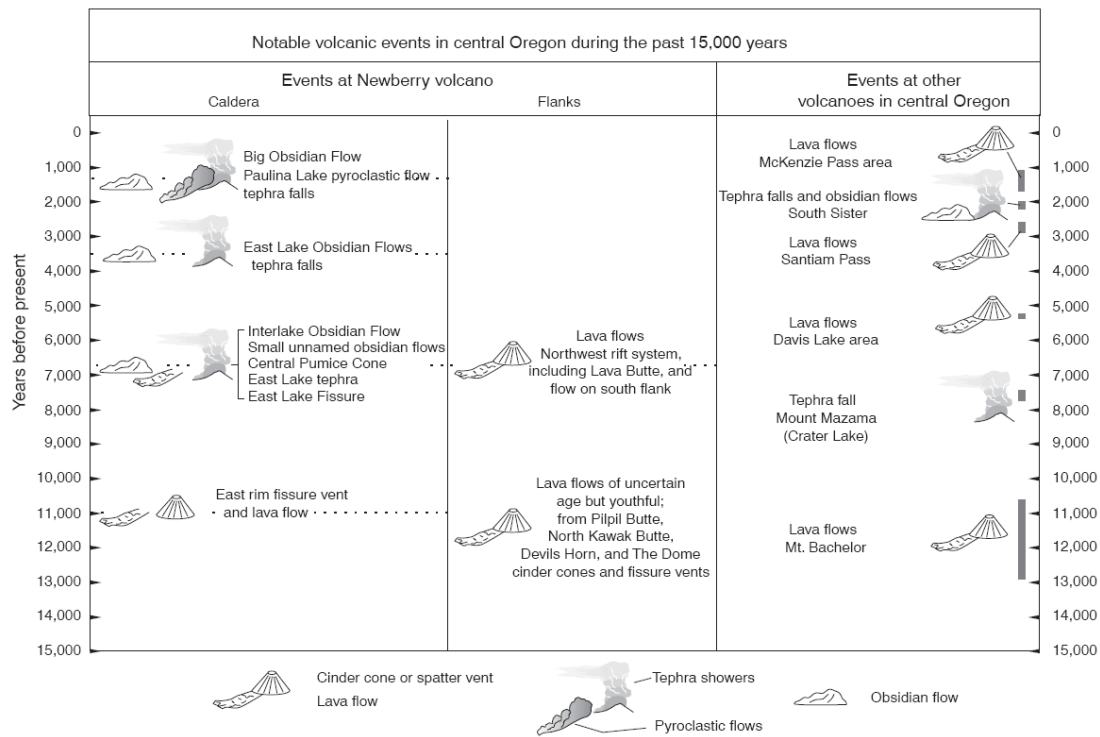 Notable volcanic events in central Oregon during the past 15,000 years
Events at Newberry volcano
Caldera
Flanks
Events at other
volcanoes in central Oregon
Years before present
0
1,000
2,000
3,000
4,000
5,000
6,000
7,000
8,000
9,000
10,000
11,000
12,000
13,000
14,000
15,000
Big Obsidian Flow
Paulina Lake pyroclastic flow
tephra falls
East Lake Obsidian Flows
tephra falls
Interlake Obsidian Flow
Small unnamed obsidian flows
Central Pumice Cone
East Lake tephra
East Lake Fissure
East rim fissure vent
and lava flow
Lava flows
Northwest rift system,
including Lava Butte, and
flow on south flank
Lava flows of uncertain
age but youthful;
from Pilpil Butte,
North Kawak Butte,
Devils Horn, and The Dome
cinder cones and fissure vents
Lava flows
McKenzie Pass area
Tephra falls and obsidian flows
South Sister
Lava flows
Santiam Pass
Lava flows
Davis Lake area
Tephra fall
Mount Mazama
(Crater Lake)
Lava flows
Mt. Bachelor
0
1,000
2,000
3,000
4,000
5,000
6,000
7,000
8,000
9,000
10,000
11,000
12,000
13,000
14,000
15,000
Cinder cone or spatter vent
Lava flow
Tephra showers
Pyroclastic flows
Obsidian flow